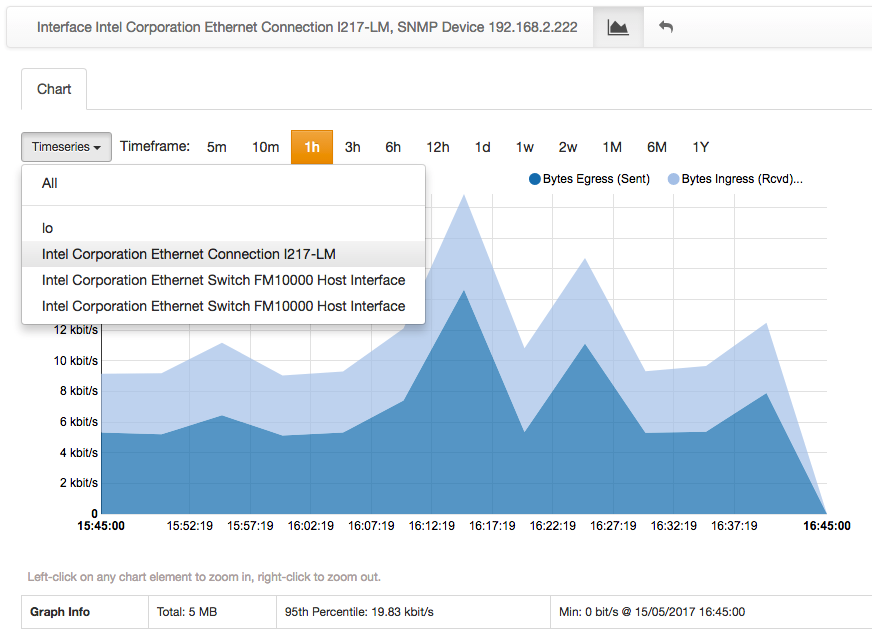 Interface Intel Corporation Ethernet Connection I217-LM, SNMP Device 192.168.2.222
Chart
Timeseries Timeframe: 5m 10m 1h 3h 6h 12h 1d 1w 2w 1M 6M 1Y
All
Bytes Egress (Sent) Bytes Ingress (Rcvd)...
lo
Intel Corporation Ethernet Connection I217-LM
Intel Corporation Ethernet Switch FM10000 Host Interface
Intel Corporation Ethernet Switch FM10000 Host Interface
12 kbit/s
10 kbit/s
8 kbit/s
6 kbit/s
4 kbit/s
2 kbit/s
0
15:45:00 15:52:19 15:57:19 16:02:19 16:07:19 16:12:19 16:17:19 16:22:19 16:27:19 16:32:19 16:37:19 16:45:00
Left-click on any chart element to zoom in, right-click to zoom out.
Graph Info Total: 5 MB 95th Percentile: 19.83 kbit/s Min: 0 bit/s @ 15/05/2017 16:45:00